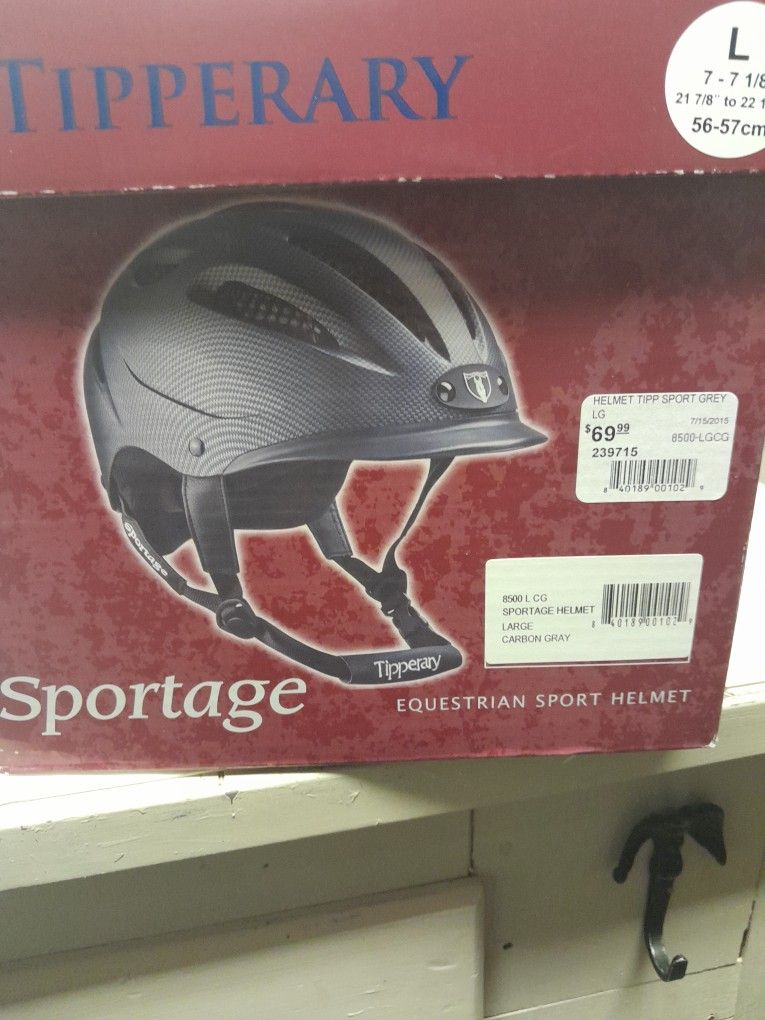 TIPPERARY
L
7 - 7 1/8
21 7/8" to 22 1
56-57cm
HELMET TIPP SPORT GREY
LG
7/15/2015
$69.99
8500-LGCG
239715
8 40189 00102 9
Sportage
8500 L CG
SPORTAGE HELMET
LARGE
CARBON GRAY
8 40189 00102 9
Tipperary
Sportage
EQUESTRIAN SPORT HELMET